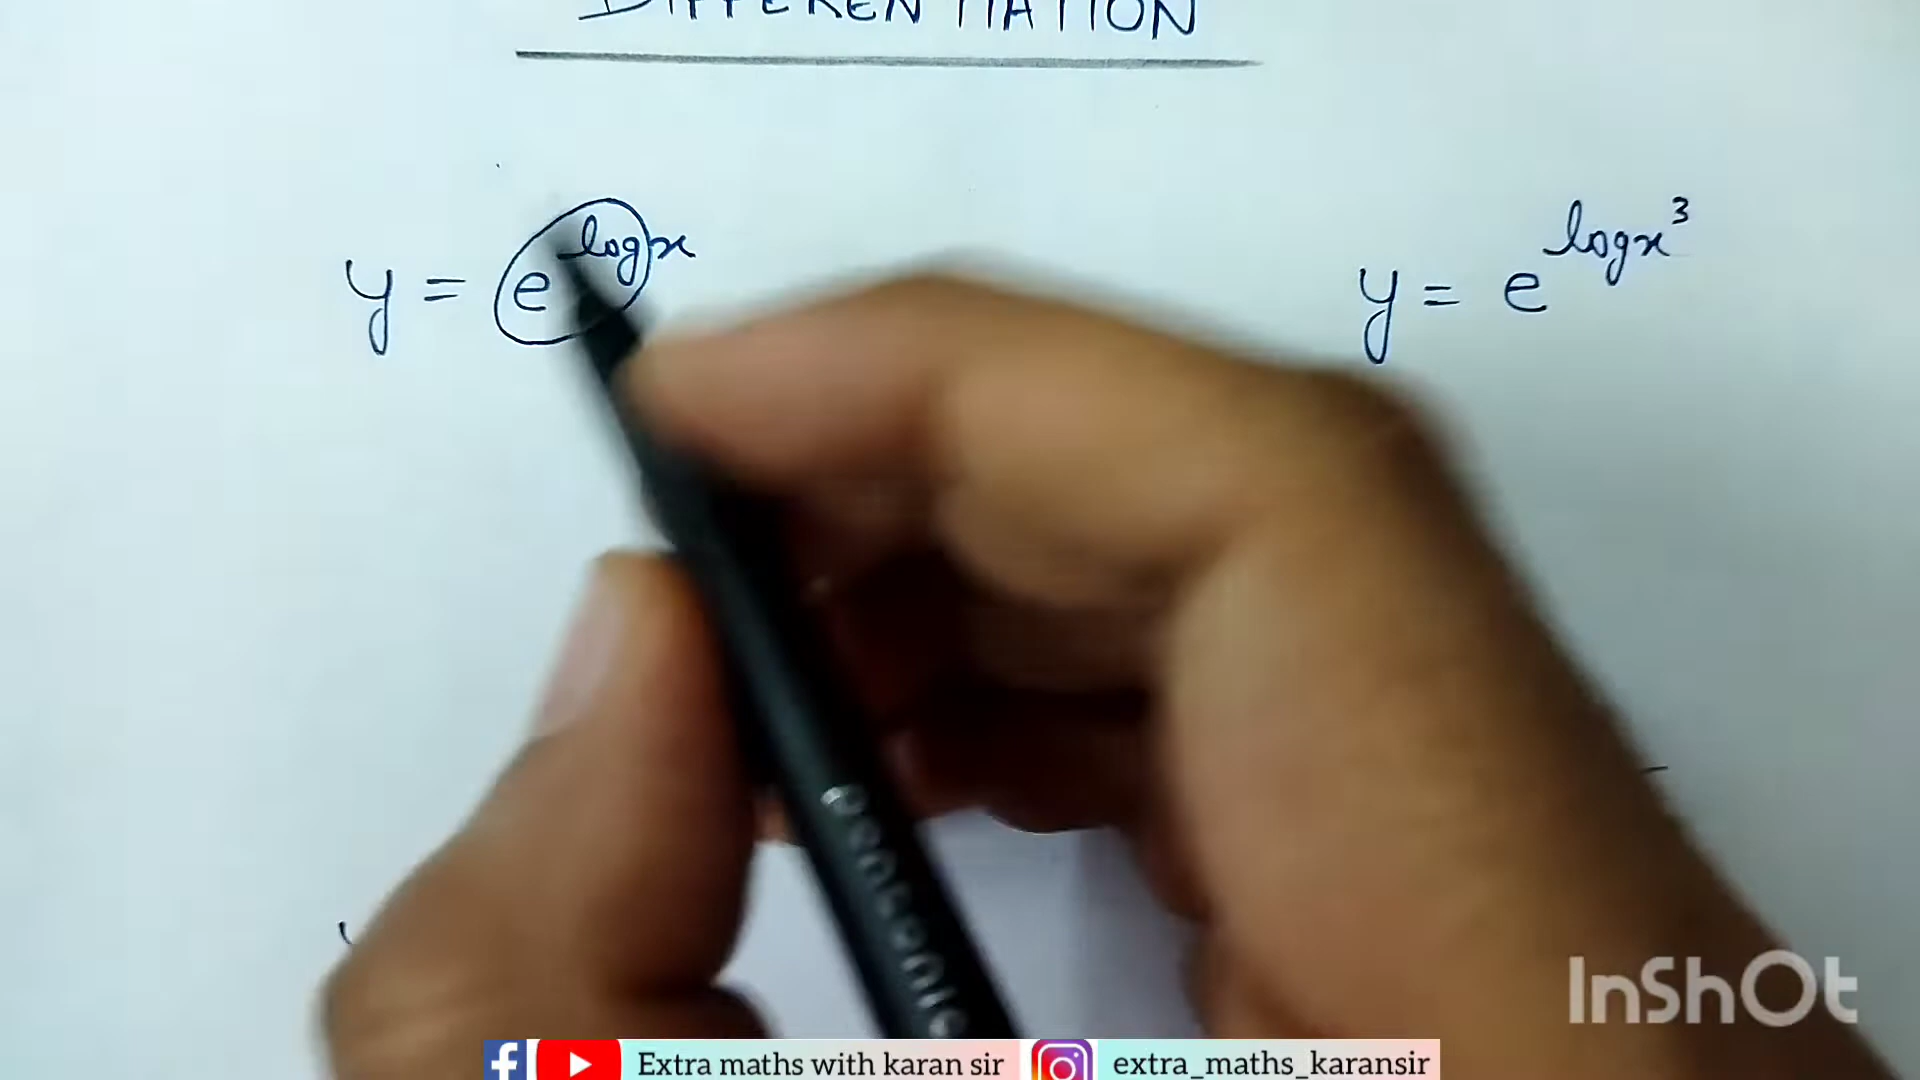 DIFFERENTIATION
y = e^{log x}
y = e^{log x^3}
InShOt
Extra maths with karan sir
extra_maths_karansir